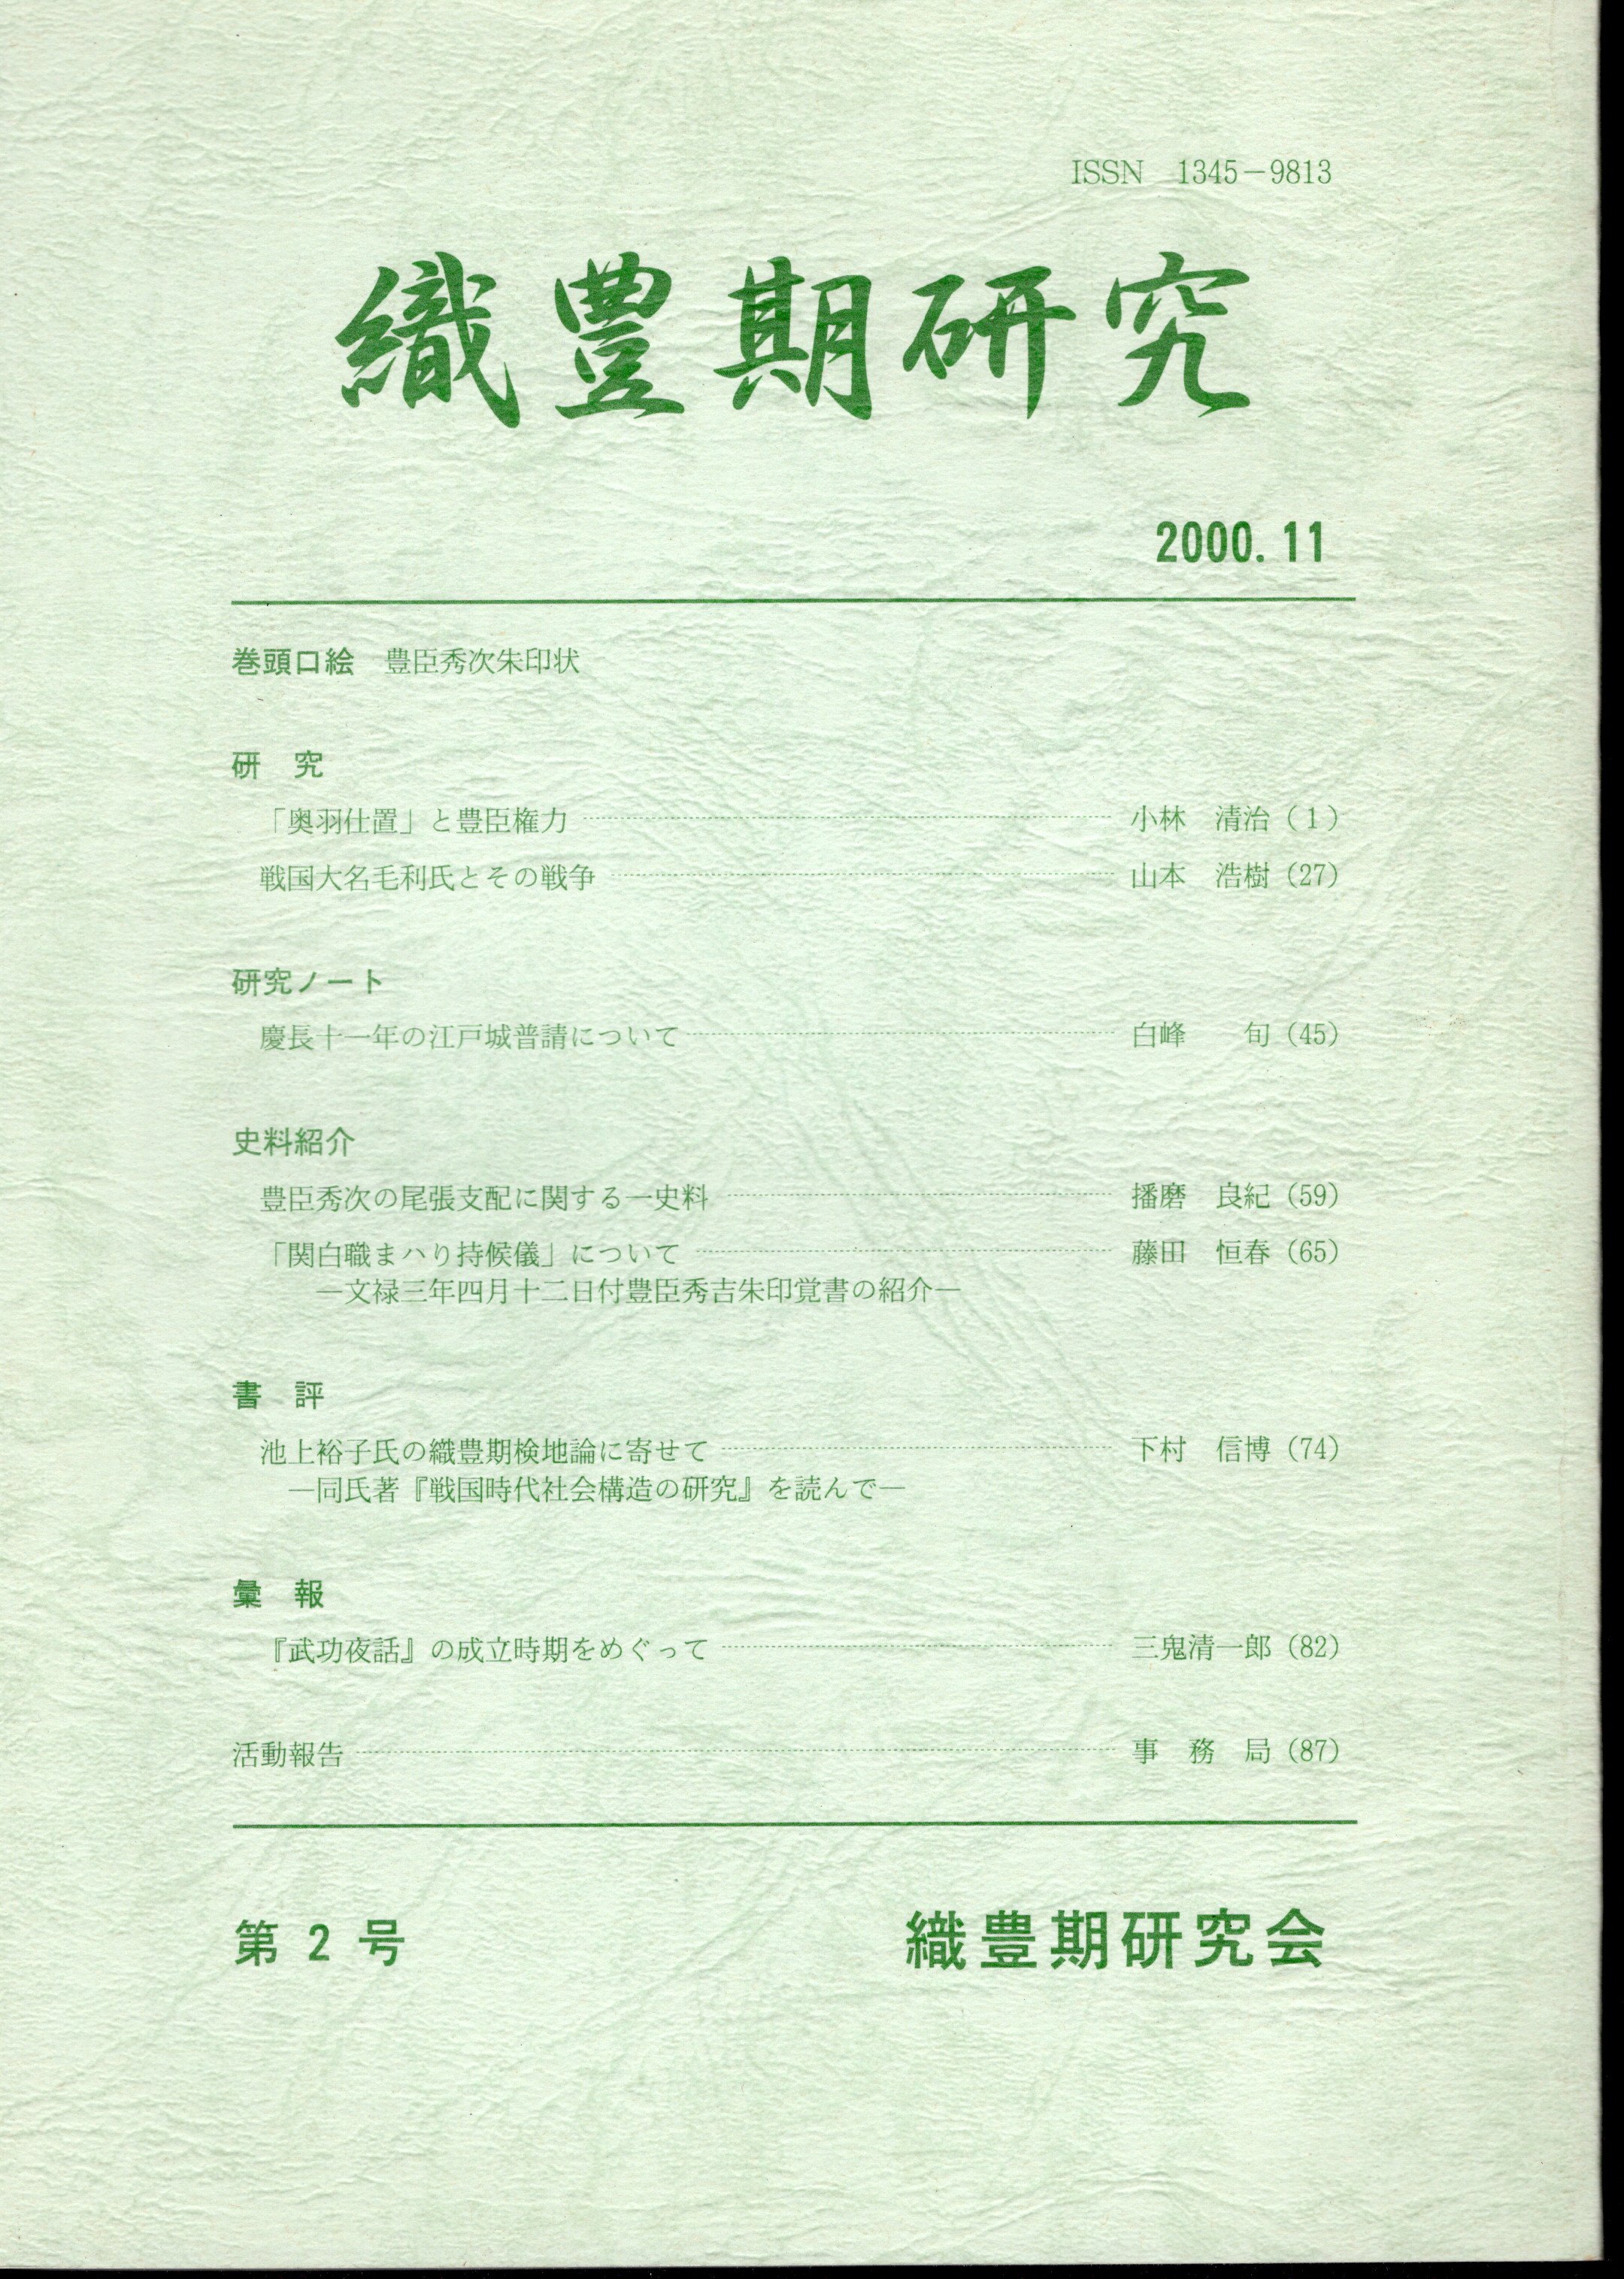 ISSN　1345－9813
織豊期研究
2000.11
巻頭口絵　豊臣秀次朱印状
研　究
「奥羽仕置」と豊臣権力 小林　清治（1）
戦国大名毛利氏とその戦争 山本　浩樹（27）
研究ノート
慶長十一年の江戸城普請について 白峰　　旬（45）
史料紹介
豊臣秀次の尾張支配に関する一史料 播磨　良紀（59）
「関白職まハり持候儀」について 藤田　恒春（65）
―文禄三年四月十二日付豊臣秀吉朱印覚書の紹介―
書　評
池上裕子氏の織豊期検地論に寄せて 下村　信博（74）
―同氏著『戦国時代社会構造の研究』を読んで―
彙　報
『武功夜話』の成立時期をめぐって 三鬼清一郎（82）
活動報告 事　務　局（87）
第 2 号
織豊期研究会